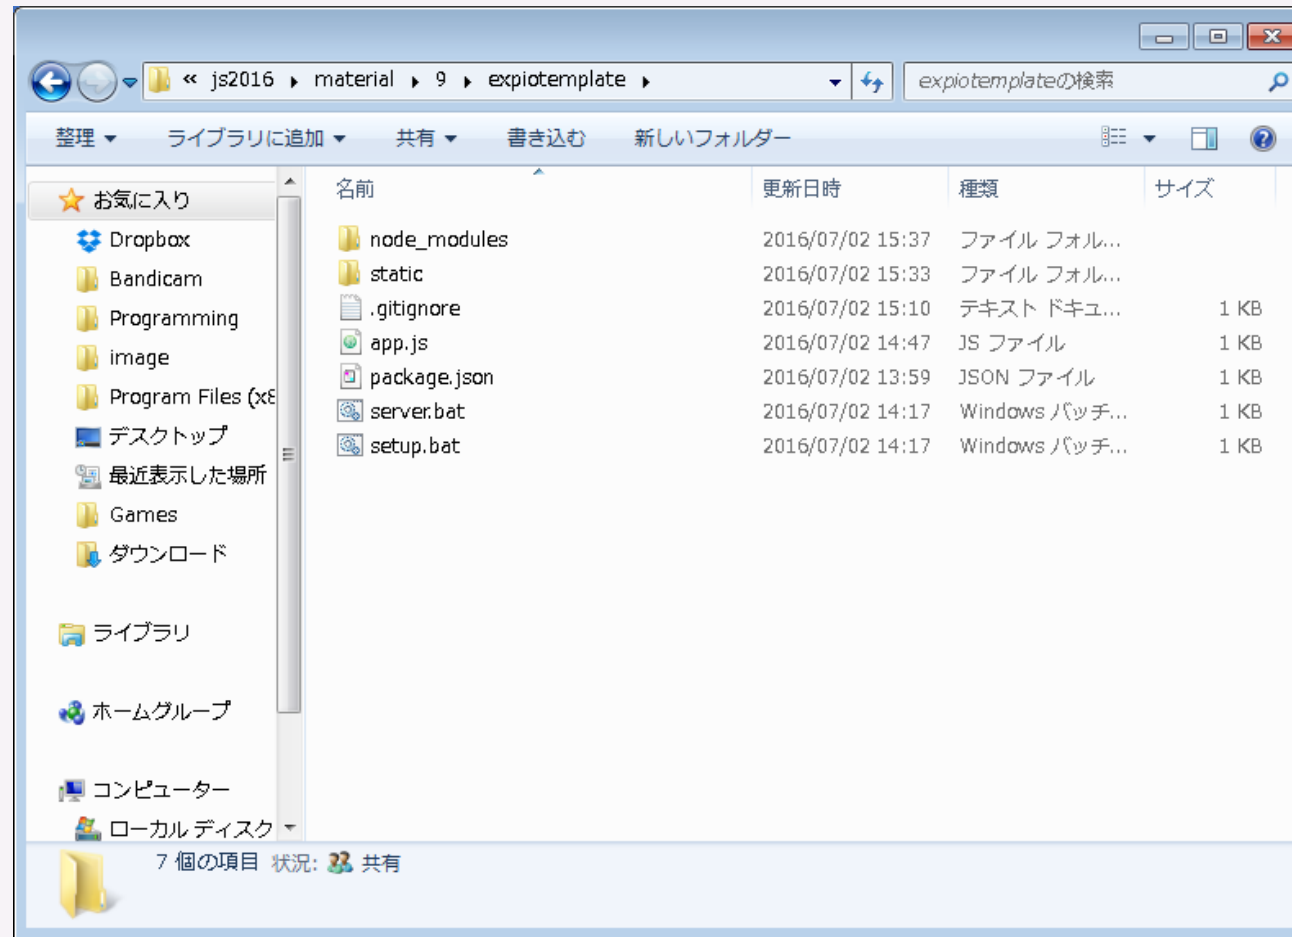 « js2016 material 9 expiotemplate expiotemplateの検索
整理 ライブラリに追加 共有 書き込む 新しいフォルダー
お気に入り
Dropbox
Bandicam
Programming
image
Program Files (x8
デスクトップ
最近表示した場所
Games
ダウンロード
ライブラリ
ホームグループ
コンピューター
ローカル ディスク
名前 更新日時 種類 サイズ
node_modules 2016/07/02 15:37 ファイル フォル...
static 2016/07/02 15:33 ファイル フォル...
.gitignore 2016/07/02 15:10 テキスト ドキュ... 1 KB
app.js 2016/07/02 14:47 JS ファイル 1 KB
package.json 2016/07/02 13:59 JSON ファイル 1 KB
server.bat 2016/07/02 14:17 Windows バッチ... 1 KB
setup.bat 2016/07/02 14:17 Windows バッチ... 1 KB
7 個の項目 状況: 共有